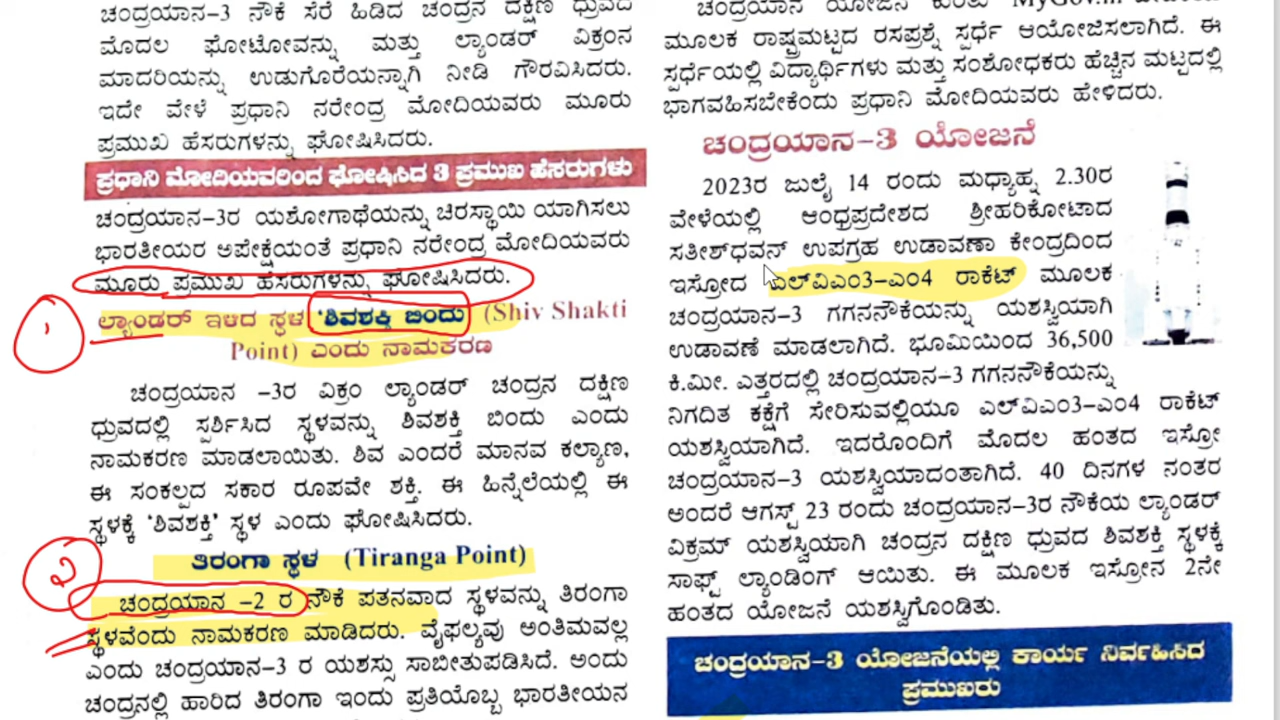 ಚಂದ್ರಯಾನ-3 ನೌಕೆ ಸೆರೆ ಹಿಡಿದ ಚಂದ್ರನ ದಕ್ಷಿಣ ಧ್ರುವದ
ಮೊದಲ ಫೋಟೋವನ್ನು ಮತ್ತು ಲ್ಯಾಂಡರ್ ವಿಕ್ರಂನ
ಮಾದರಿಯನ್ನು ಉಡುಗೊರೆಯನ್ನಾಗಿ ನೀಡಿ ಗೌರವಿಸಿದರು.
ಇದೇ ವೇಳೆ ಪ್ರಧಾನಿ ನರೇಂದ್ರ ಮೋದಿಯವರು ಮೂರು
ಪ್ರಮುಖ ಹೆಸರುಗಳನ್ನು ಘೋಷಿಸಿದರು.
ಪ್ರಧಾನಿ ಮೋದಿಯವರಿಂದ ಘೋಷಿಸಿದ 3 ಪ್ರಮುಖ ಹೆಸರುಗಳು
ಚಂದ್ರಯಾನ-3ರ ಯಶೋಗಾಥೆಯನ್ನು ಚಿರಸ್ಥಾಯಿ ಯಾಗಿಸಲು
ಭಾರತೀಯರ ಅಪೇಕ್ಷೆಯಂತೆ ಪ್ರಧಾನಿ ನರೇಂದ್ರ ಮೋದಿಯವರು
ಮೂರು ಪ್ರಮುಖ ಹೆಸರುಗಳನ್ನು ಘೋಷಿಸಿದರು.
೧
ಲ್ಯಾಂಡರ್ ಇಳಿದ ಸ್ಥಳ 'ಶಿವಶಕ್ತಿ ಬಿಂದು (Shiv Shakti
Point) ಎಂದು ನಾಮಕರಣ
ಚಂದ್ರಯಾನ -3ರ ವಿಕ್ರಂ ಲ್ಯಾಂಡರ್ ಚಂದ್ರನ ದಕ್ಷಿಣ
ಧ್ರುವದಲ್ಲಿ ಸ್ಪರ್ಶಿಸಿದ ಸ್ಥಳವನ್ನು ಶಿವಶಕ್ತಿ ಬಿಂದು ಎಂದು
ನಾಮಕರಣ ಮಾಡಲಾಯಿತು. ಶಿವ ಎಂದರೆ ಮಾನವ ಕಲ್ಯಾಣ,
ಈ ಸಂಕಲ್ಪದ ಸಕಾರ ರೂಪವೇ ಶಕ್ತಿ. ಈ ಹಿನ್ನೆಲೆಯಲ್ಲಿ ಈ
ಸ್ಥಳಕ್ಕೆ 'ಶಿವಶಕ್ತಿ' ಸ್ಥಳ ಎಂದು ಘೋಷಿಸಿದರು.
೨
ತಿರಂಗಾ ಸ್ಥಳ (Tiranga Point)
ಚಂದ್ರಯಾನ -2 ರ ನೌಕೆ ಪತನವಾದ ಸ್ಥಳವನ್ನು ತಿರಂಗಾ
ಸ್ಥಳವೆಂದು ನಾಮಕರಣ ಮಾಡಿದರು. ವೈಫಲ್ಯವು ಅಂತಿಮವಲ್ಲ
ಎಂದು ಚಂದ್ರಯಾನ-3 ರ ಯಶಸ್ಸು ಸಾಬೀತುಪಡಿಸಿದೆ. ಅಂದು
ಚಂದ್ರನಲ್ಲಿ ಹಾರಿದ ತಿರಂಗಾ ಇಂದು ಪ್ರತಿಯೊಬ್ಬ ಭಾರತೀಯನ
ಚಂದ್ರಯಾನ ಯೋಜನೆ ಕುರಿತು MyGov.in
ಮೂಲಕ ರಾಷ್ಟ್ರಮಟ್ಟದ ರಸಪ್ರಶ್ನೆ ಸ್ಪರ್ಧೆ ಆಯೋಜಿಸಲಾಗಿದೆ. ಈ
ಸ್ಪರ್ಧೆಯಲ್ಲಿ ವಿದ್ಯಾರ್ಥಿಗಳು ಮತ್ತು ಸಂಶೋಧಕರು ಹೆಚ್ಚಿನ ಮಟ್ಟದಲ್ಲಿ
ಭಾಗವಹಿಸಬೇಕೆಂದು ಪ್ರಧಾನಿ ಮೋದಿಯವರು ಹೇಳಿದರು.
ಚಂದ್ರಯಾನ-3 ಯೋಜನೆ
2023ರ ಜುಲೈ 14 ರಂದು ಮಧ್ಯಾಹ್ನ 2.30ರ
ವೇಳೆಯಲ್ಲಿ ಆಂಧ್ರಪ್ರದೇಶದ ಶ್ರೀಹರಿಕೋಟಾದ
ಸತೀಶ್‌ಧವನ್ ಉಪಗ್ರಹ ಉಡಾವಣಾ ಕೇಂದ್ರದಿಂದ
ಇಸ್ರೋದ ಎಲ್‌ವಿಎಂ3-ಎಂ4 ರಾಕೆಟ್ ಮೂಲಕ
ಚಂದ್ರಯಾನ-3 ಗಗನನೌಕೆಯನ್ನು ಯಶಸ್ವಿಯಾಗಿ
ಉಡಾವಣೆ ಮಾಡಲಾಗಿದೆ. ಭೂಮಿಯಿಂದ 36,500
ಕಿ.ಮೀ. ಎತ್ತರದಲ್ಲಿ ಚಂದ್ರಯಾನ-3 ಗಗನನೌಕೆಯನ್ನು
ನಿಗದಿತ ಕಕ್ಷೆಗೆ ಸೇರಿಸುವಲ್ಲಿಯೂ ಎಲ್‌ವಿಎಂ3-ಎಂ4 ರಾಕೆಟ್
ಯಶಸ್ವಿಯಾಗಿದೆ. ಇದರೊಂದಿಗೆ ಮೊದಲ ಹಂತದ ಇಸ್ರೋ
ಚಂದ್ರಯಾನ-3 ಯಶಸ್ವಿಯಾದಂತಾಗಿದೆ. 40 ದಿನಗಳ ನಂತರ
ಅಂದರೆ ಆಗಸ್ಟ್ 23 ರಂದು ಚಂದ್ರಯಾನ-3ರ ನೌಕೆಯ ಲ್ಯಾಂಡರ್
ವಿಕ್ರಮ್ ಯಶಸ್ವಿಯಾಗಿ ಚಂದ್ರನ ದಕ್ಷಿಣ ಧ್ರುವದ ಶಿವಶಕ್ತಿ ಸ್ಥಳಕ್ಕೆ
ಸಾಫ್ಟ್ ಲ್ಯಾಂಡಿಂಗ್ ಆಯಿತು. ಈ ಮೂಲಕ ಇಸ್ರೋನ 2ನೇ
ಹಂತದ ಯೋಜನೆ ಯಶಸ್ವಿಗೊಂಡಿತು.
ಚಂದ್ರಯಾನ-3 ಯೋಜನೆಯಲ್ಲಿ ಕಾರ್ಯ ನಿರ್ವಹಿಸಿದ
ಪ್ರಮುಖರು